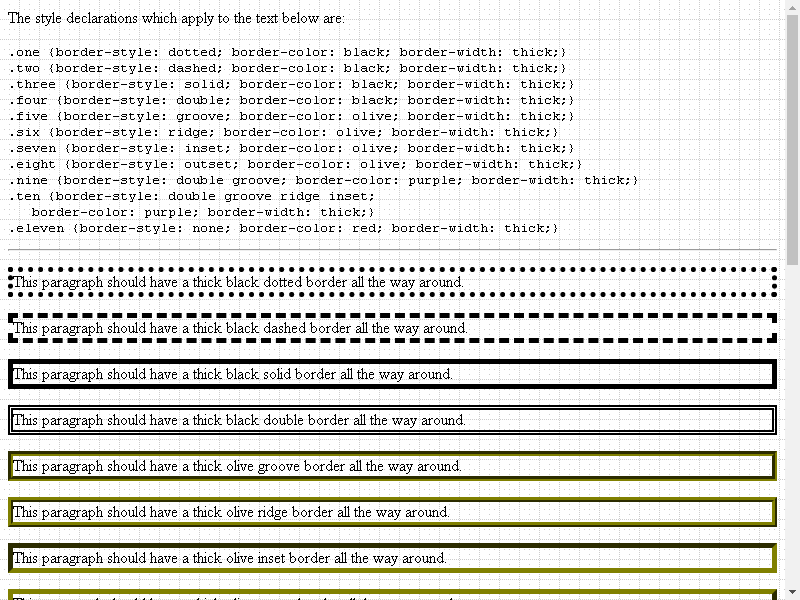 The style declarations which apply to the text below are:
.one {border-style: dotted; border-color: black; border-width: thick;}
.two {border-style: dashed; border-color: black; border-width: thick;}
.three {border-style: solid; border-color: black; border-width: thick;}
.four {border-style: double; border-color: black; border-width: thick;}
.five {border-style: groove; border-color: olive; border-width: thick;}
.six {border-style: ridge; border-color: olive; border-width: thick;}
.seven {border-style: inset; border-color: olive; border-width: thick;}
.eight {border-style: outset; border-color: olive; border-width: thick;}
.nine {border-style: double groove; border-color: purple; border-width: thick;}
.ten {border-style: double groove ridge inset;
border-color: purple; border-width: thick;}
.eleven {border-style: none; border-color: red; border-width: thick;}
This paragraph should have a thick black dotted border all the way around.
This paragraph should have a thick black dashed border all the way around.
This paragraph should have a thick black solid border all the way around.
This paragraph should have a thick black double border all the way around.
This paragraph should have a thick olive groove border all the way around.
This paragraph should have a thick olive ridge border all the way around.
This paragraph should have a thick olive inset border all the way around.